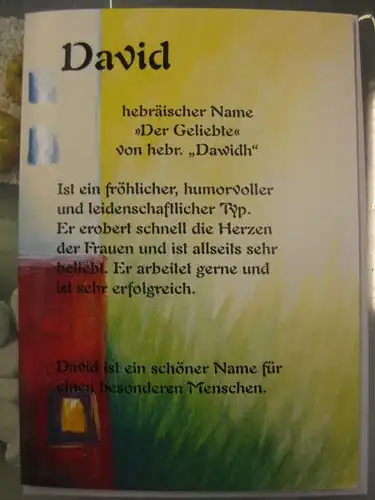 David
hebräischer Name
»Der Geliebte«
von hebr. „Dawidh“
Ist ein fröhlicher, humorvoller
und leidenschaftlicher Typ.
Er erobert schnell die Herzen
der Frauen und ist allseits sehr
beliebt. Er arbeitet gerne und
ist sehr erfolgreich.
David ist ein schöner Name für
einen besonderen Menschen.